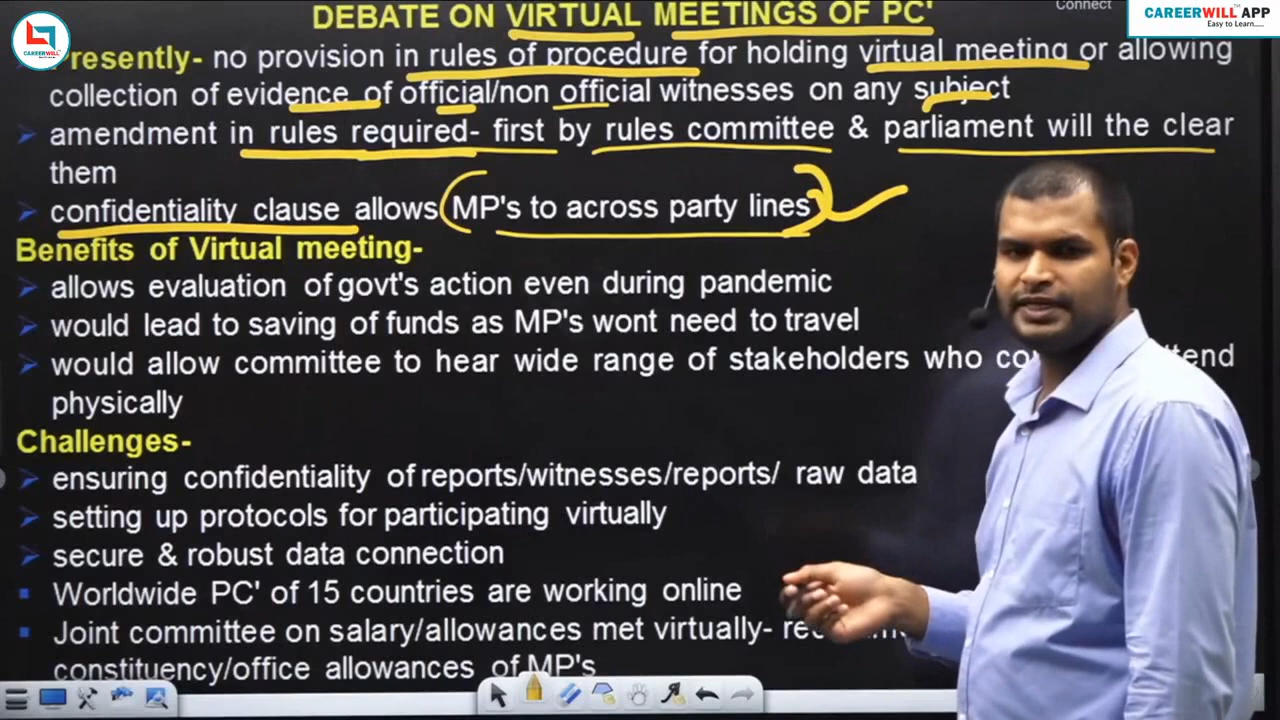 DEBATE ON VIRTUAL MEETINGS OF PC'
Connect
CAREERWILL APP
Easy to Learn.....
CAREERWILL
Presently- no provision in rules of procedure for holding virtual meeting or allowing
collection of evidence of official/non official witnesses on any subject
amendment in rules required- first by rules committee & parliament will the clear
them
confidentiality clause allows MP's to across party lines
Benefits of Virtual meeting-
allows evaluation of govt's action even during pandemic
would lead to saving of funds as MP's wont need to travel
would allow committee to hear wide range of stakeholders who
physically
Challenges-
ensuring confidentiality of reports/witnesses/reports/ raw data
setting up protocols for participating virtually
secure & robust data connection
Worldwide PC' of 15 countries are working online
Joint committee on salary/allowances met virtually-
constituency/office allowances of MP's